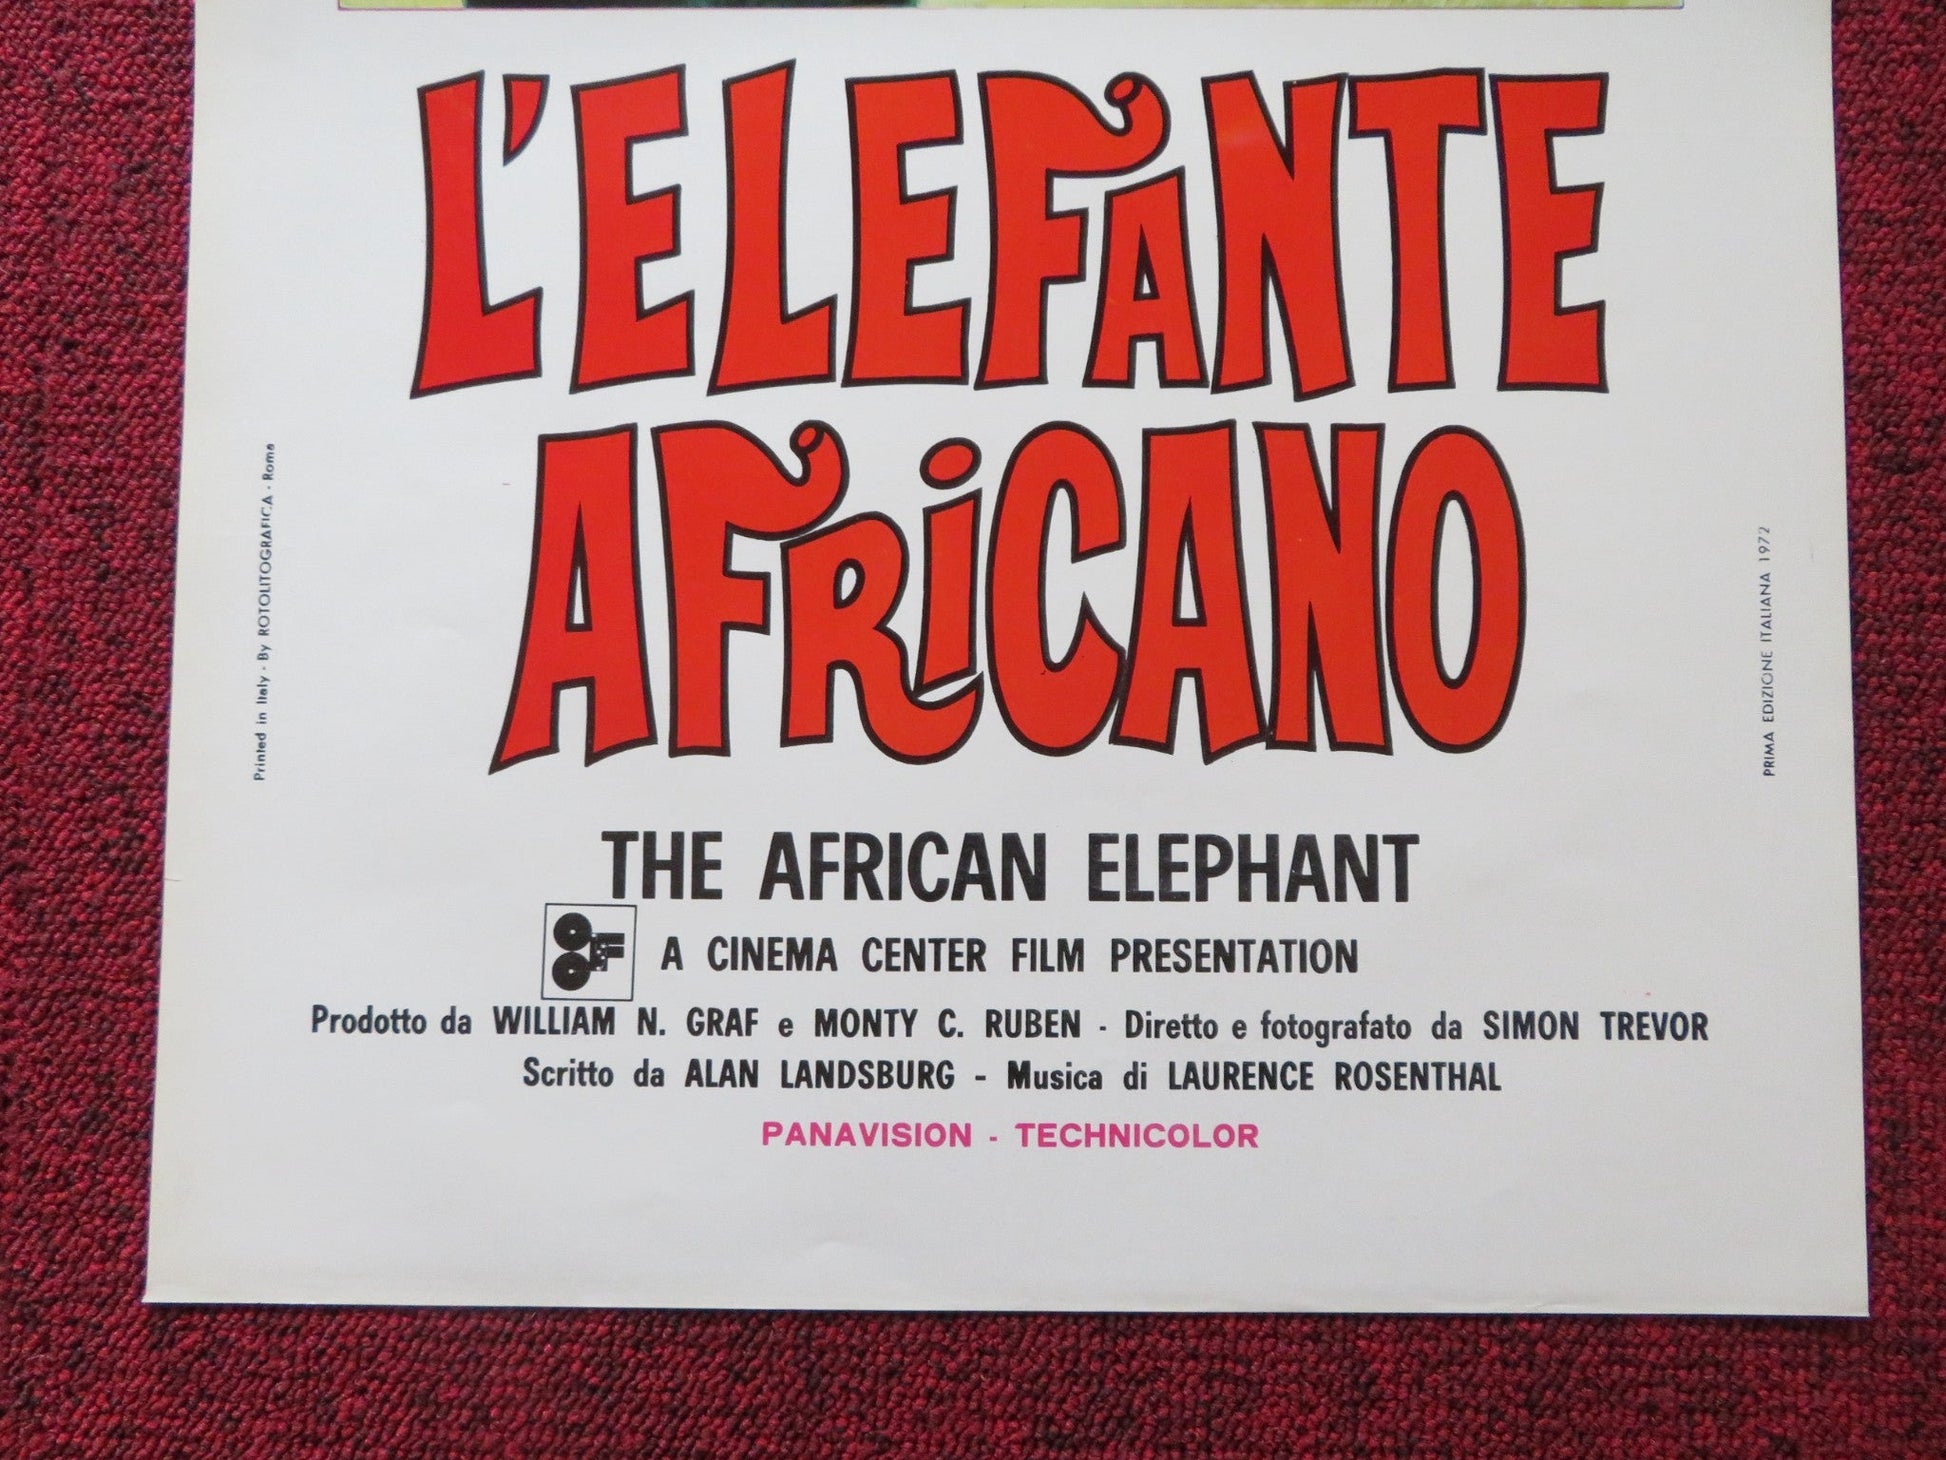 L'ELEFANTE
AFRiCANO
THE AFRICAN ELEPHANT
CF A CINEMA CENTER FILM PRESENTATION
Prodotto da WILLIAM N. GRAF e MONTY C. RUBEN - Diretto e fotografato da SIMON TREVOR
Scritto da ALAN LANDSBURG - Musica di LAURENCE ROSENTHAL
PANAVISION - TECHNICOLOR
Printed in Italy - By ROTOLITOGRAFICA - Roma
PRIMA EDIZIONE ITALIANA 1972